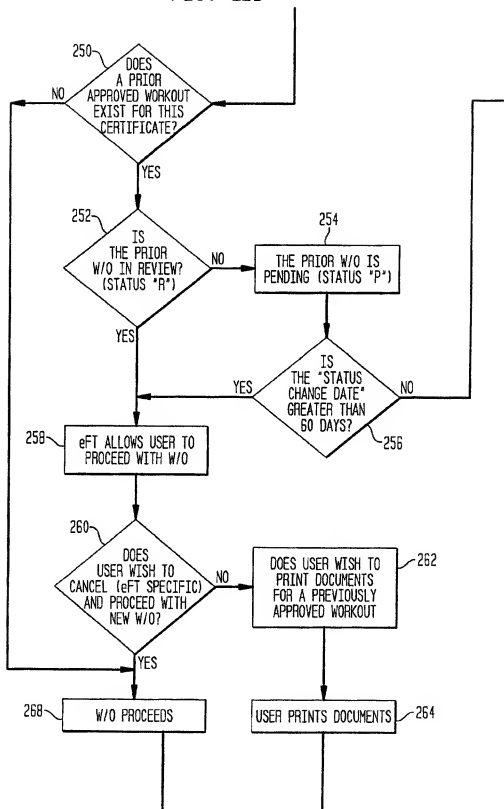 250
DOES
A PRIOR
APPROVED WORKOUT
EXIST FOR THIS
CERTIFICATE?
NO
YES
252
IS
THE PRIOR
W/O IN REVIEW?
(STATUS "R")
NO
YES
254
THE PRIOR W/O IS
PENDING (STATUS "P")
IS
THE "STATUS
CHANGE DATE"
GREATER THAN
60 DAYS?
YES
NO
256
258
eFT ALLOWS USER TO
PROCEED WITH W/O
260
DOES
USER WISH TO
CANCEL (eFT SPECIFIC)
AND PROCEED WITH
NEW W/O?
NO
YES
262
DOES USER WISH TO
PRINT DOCUMENTS
FOR A PREVIOUSLY
APPROVED WORKOUT
268
W/O PROCEEDS
USER PRINTS DOCUMENTS
264